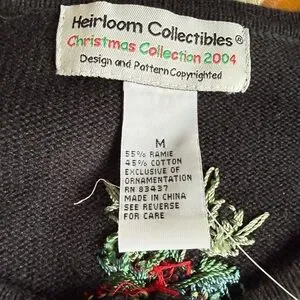 Heirloom Collectibles®
Christmas Collection 2004
Design and Pattern Copyrighted
M
55% RAMIE
45% COTTON
EXCLUSIVE OF
ORNAMENTATION
RN 83437
MADE IN CHINA
SEE REVERSE
FOR CARE